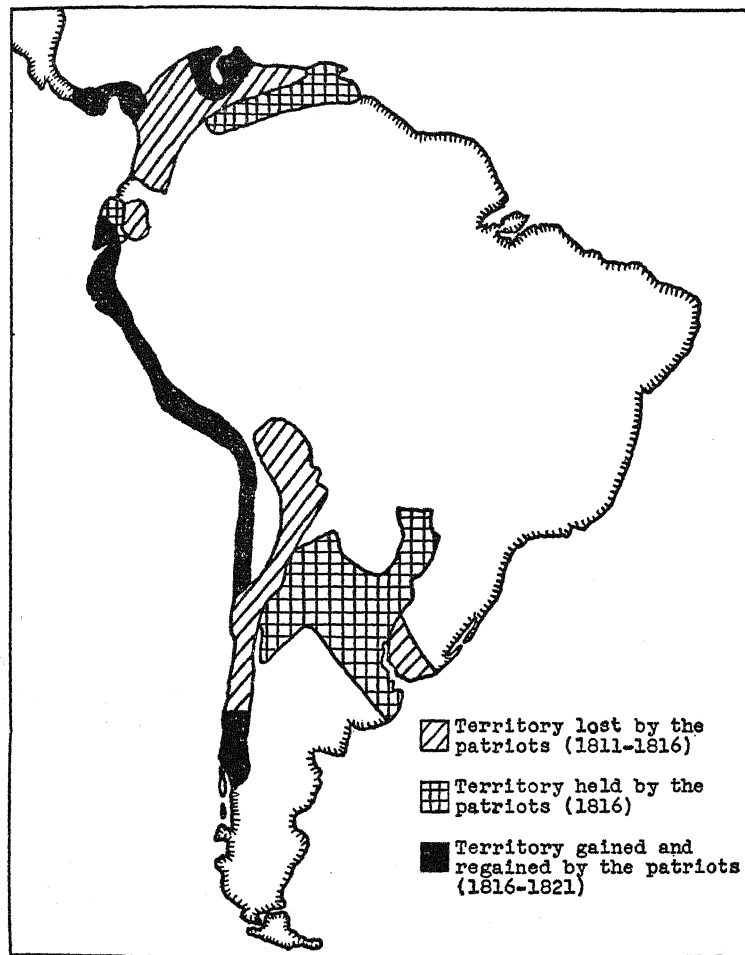 Territory lost by the
patriots (1811-1816)
Territory held by the
patriots (1816)
Territory gained and
regained by the patriots
(1816-1821)